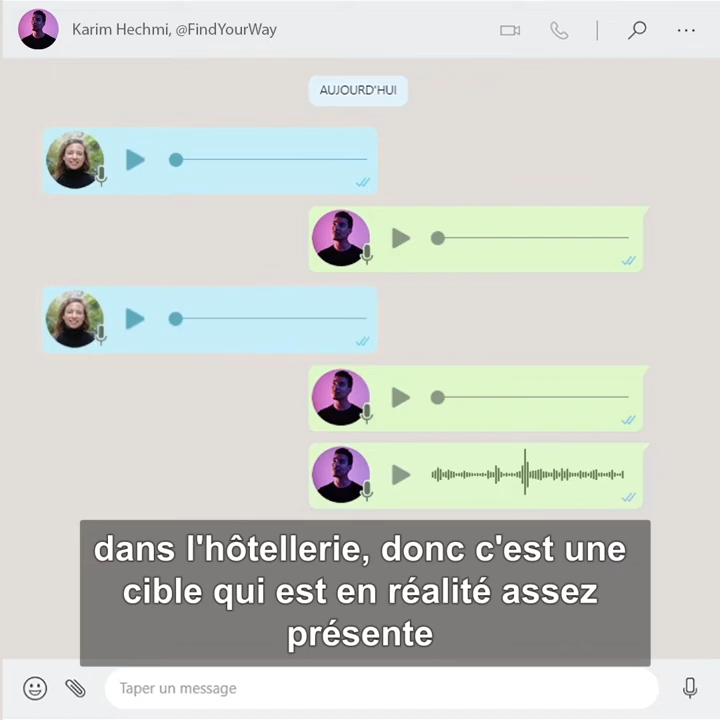 Karim Hechmi, @FindYourWay
AUJOURD'HUI
dans l'hôtellerie, donc c'est une
cible qui est en réalité assez
présente
Taper un message